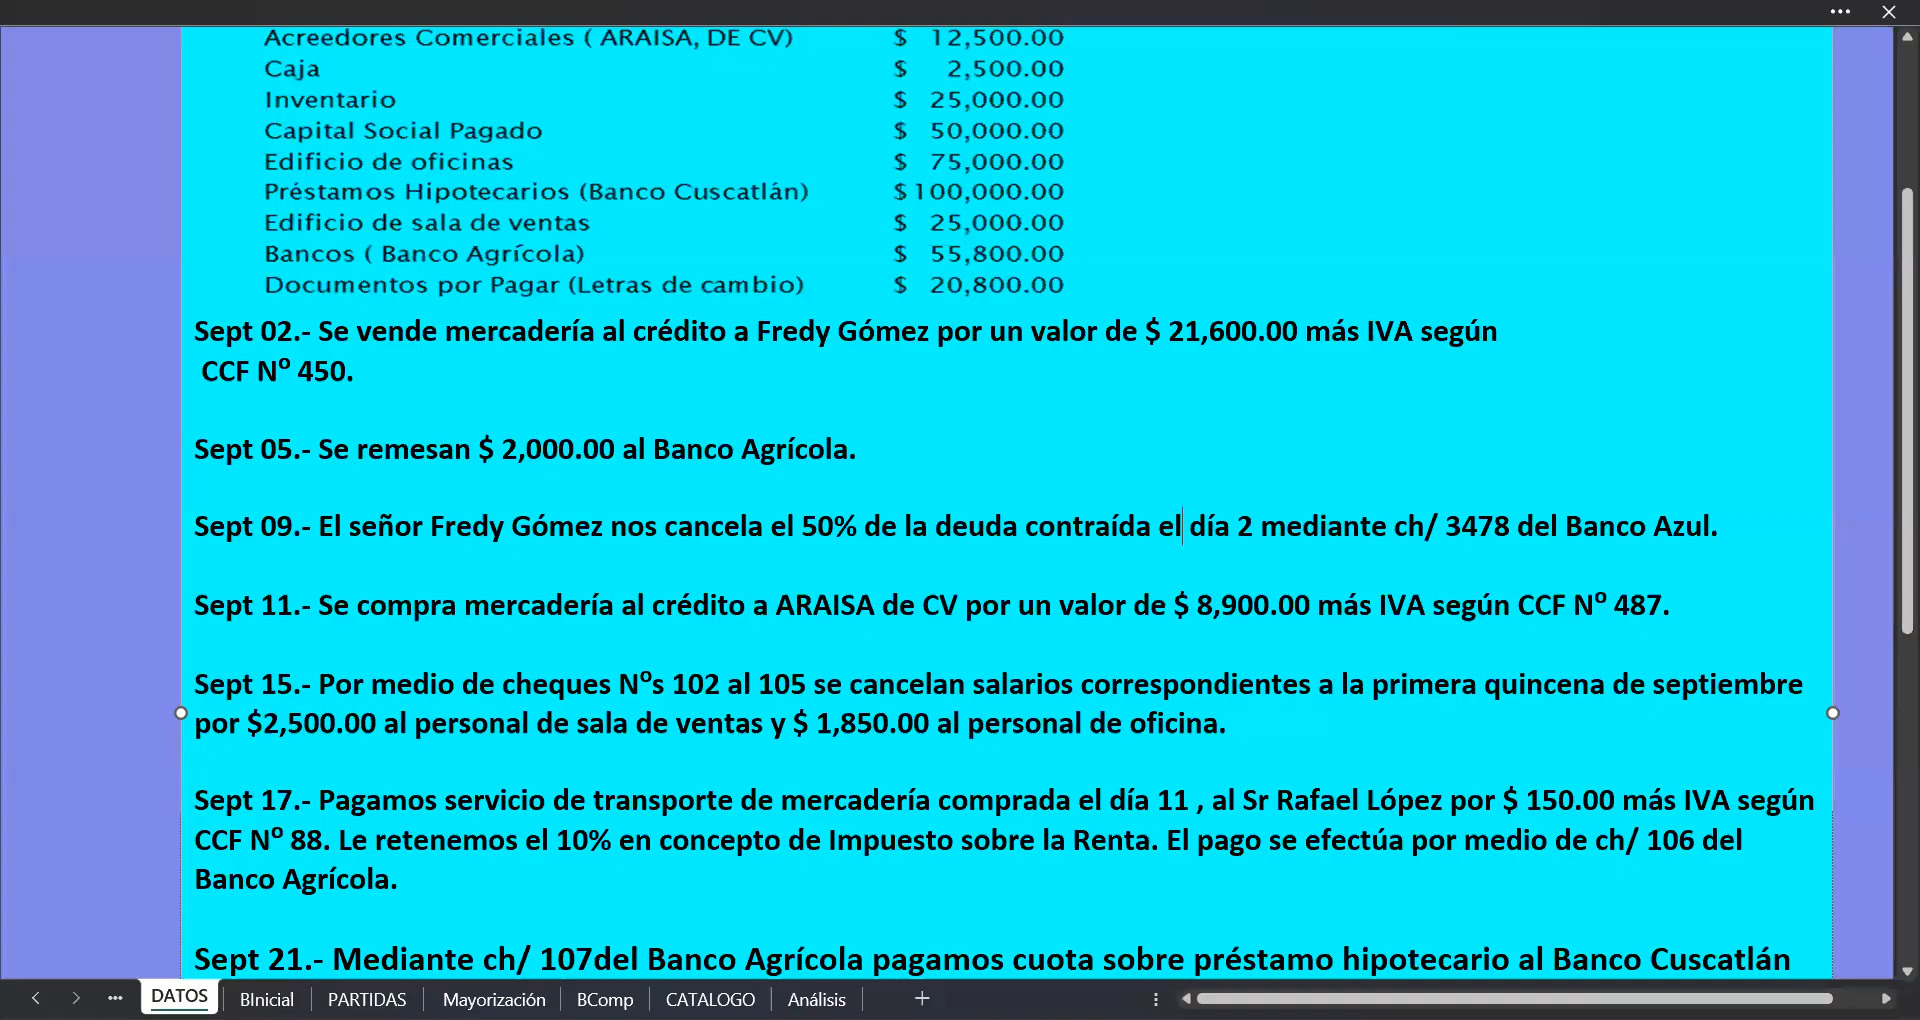 Acreedores Comerciales ( ARAISA, DE CV) $ 12,500.00
Caja $ 2,500.00
Inventario $ 25,000.00
Capital Social Pagado $ 50,000.00
Edificio de oficinas $ 75,000.00
Préstamos Hipotecarios (Banco Cuscatlán) $100,000.00
Edificio de sala de ventas $ 25,000.00
Bancos ( Banco Agrícola) $ 55,800.00
Documentos por Pagar (Letras de cambio) $ 20,800.00
Sept 02.- Se vende mercadería al crédito a Fredy Gómez por un valor de $ 21,600.00 más IVA según
CCF Nº 450.
Sept 05.- Se remesan $ 2,000.00 al Banco Agrícola.
Sept 09.- El señor Fredy Gómez nos cancela el 50% de la deuda contraída el día 2 mediante ch/ 3478 del Banco Azul.
Sept 11.- Se compra mercadería al crédito a ARAISA de CV por un valor de $ 8,900.00 más IVA según CCF Nº 487.
Sept 15.- Por medio de cheques Nºs 102 al 105 se cancelan salarios correspondientes a la primera quincena de septiembre
por $2,500.00 al personal de sala de ventas y $ 1,850.00 al personal de oficina.
Sept 17.- Pagamos servicio de transporte de mercadería comprada el día 11 , al Sr Rafael López por $ 150.00 más IVA según
CCF Nº 88. Le retenemos el 10% en concepto de Impuesto sobre la Renta. El pago se efectúa por medio de ch/ 106 del
Banco Agrícola.
Sept 21.- Mediante ch/ 107del Banco Agrícola pagamos cuota sobre préstamo hipotecario al Banco Cuscatlán
DATOS BInicial PARTIDAS Mayorización BComp CATALOGO Análisis